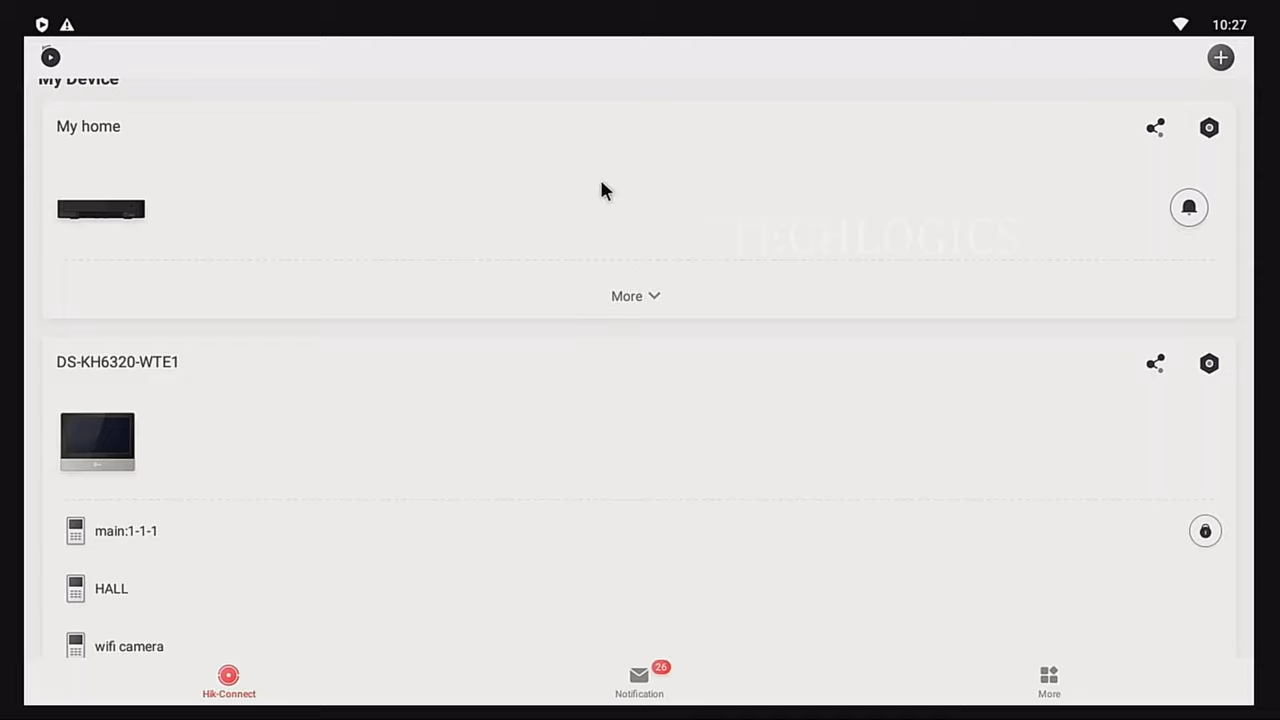 10:27
My Device
My home
TECHLOGICS
More
DS-KH6320-WTE1
main:1-1-1
HALL
wifi camera
26
Hik-Connect
Notification
More